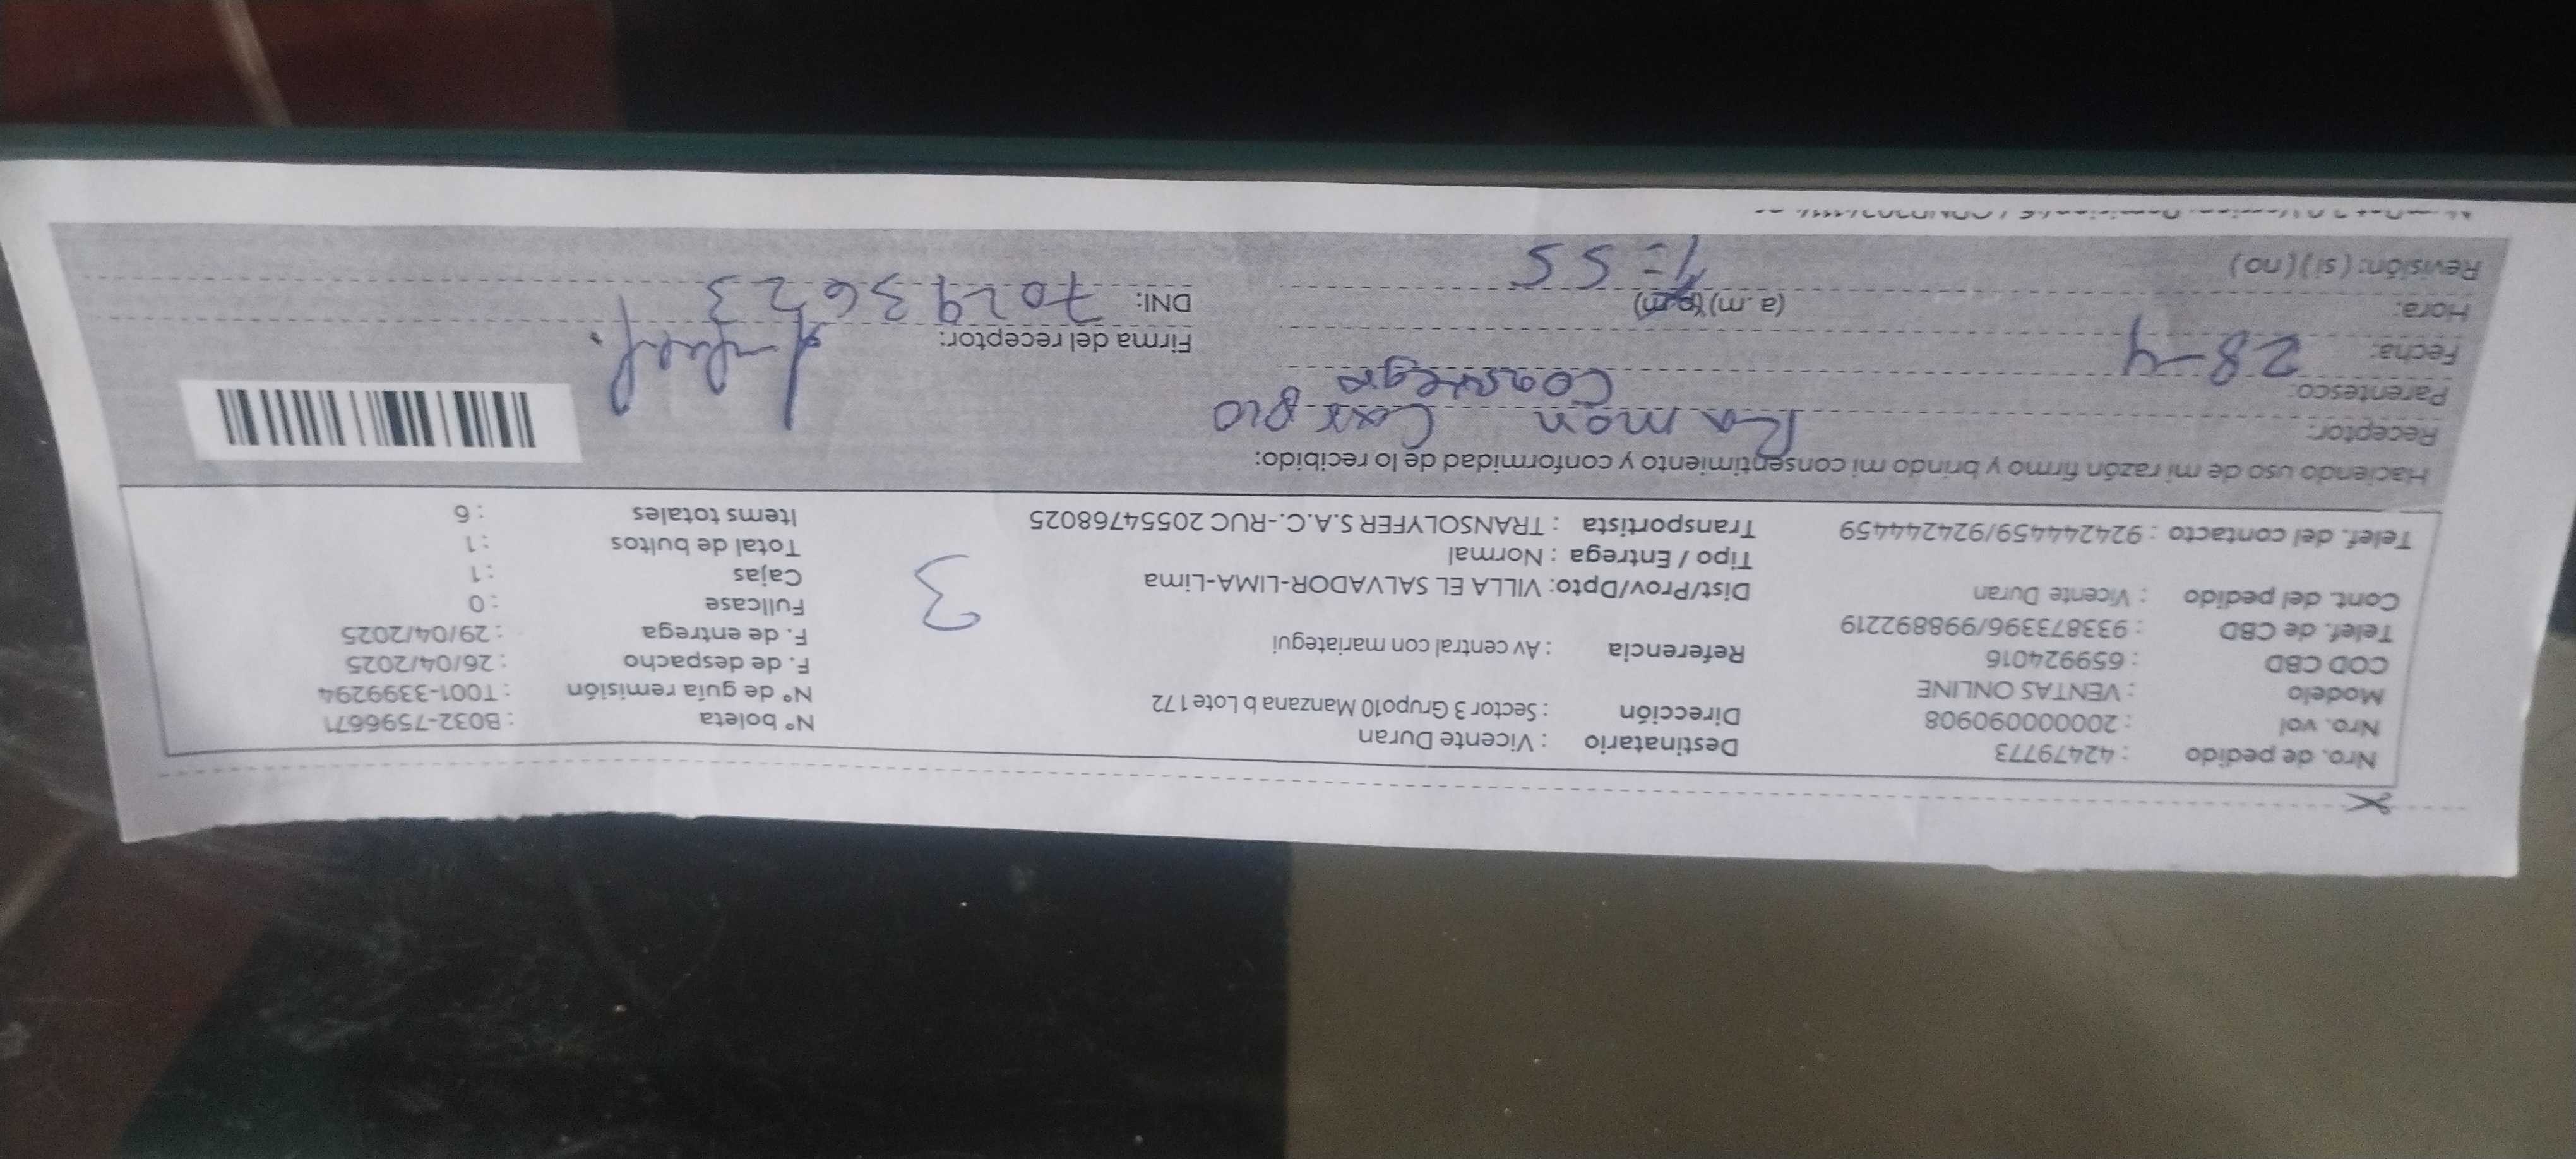 Nro. de pedido : 42479773
Nro. vol : 20000000090908
Modelo : VENTAS ONLINE
COD CBD : 659924016
Telef. de CBD : 933873396/998892219
Cont. del pedido : Vicente Duran
Telef. del contacto : 924244459/924244459
Destinatario : Vicente Duran
Dirección : Sector 3 Grupo10 Manzana b Lote 172
Referencia : Av central con mariategui
Dist/Prov/Dpto: VILLA EL SALVADOR-LIMA-Lima
Tipo / Entrega : Normal
Transportista : TRANSOLYFER S.A.C.-RUC 20554768025
3
N° boleta : B032-7596671
N° de guía remisión : T001-3399294
F. de despacho : 26/04/2025
F. de entrega : 29/04/2025
Fullcase : 0
Cajas : 1
Total de bultos : 1
Items totales : 6
Haciendo uso de mi razón firmo y brindo mi consentimiento y conformidad de lo recibido:
Receptor: Ramon Carpio
Parentesco:
Fecha: 28-4
Hora: (a.m) (p.m) 1=55
Revisión: (si) (no)
Firma del receptor:
DNI: 70293623